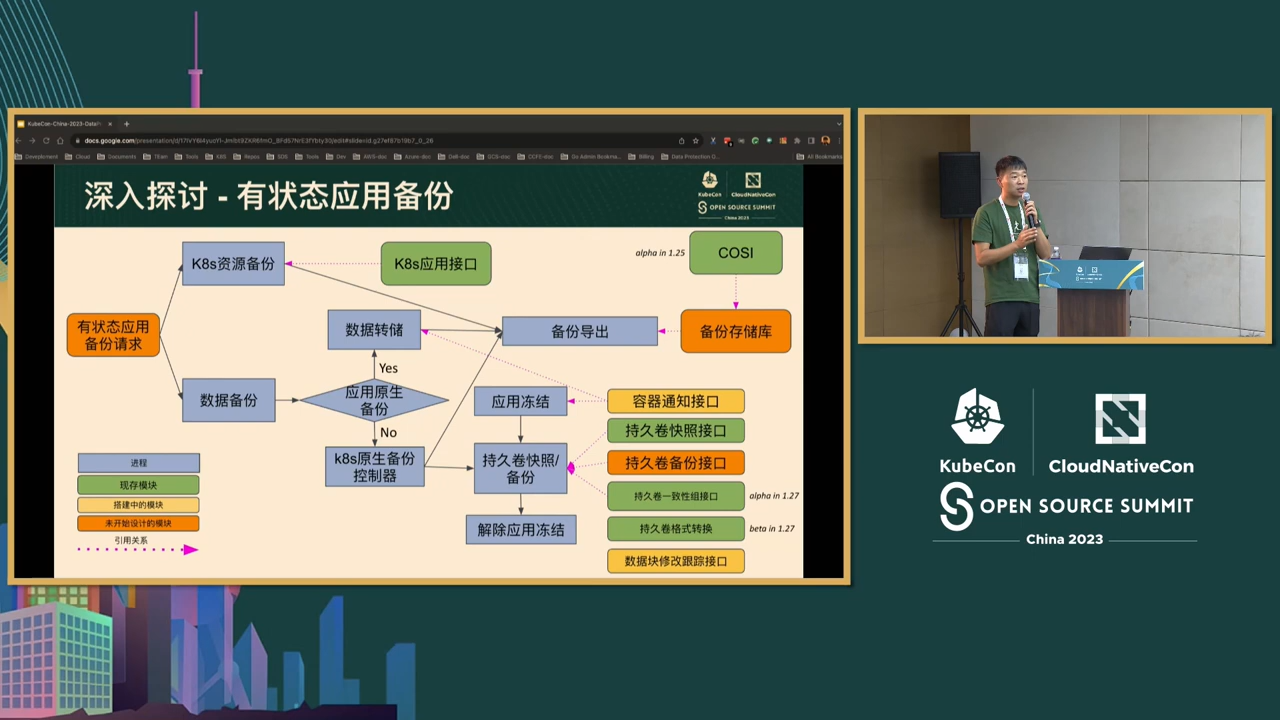 KubeCon-China-2023-Data
深入探讨 - 有状态应用备份
KubeCon
CloudNativeCon
OPEN SOURCE SUMMIT
China 2023
K8s资源备份
K8s应用接口
alpha in 1.25
COSI
有状态应用
备份请求
数据转储
备份导出
备份存储库
Yes
数据备份
应用原生
备份
应用冻结
容器通知接口
No
持久卷快照接口
k8s原生备份
控制器
持久卷快照/
备份
持久卷备份接口
持久卷一致性组接口
alpha in 1.27
解除应用冻结
持久卷格式转换
beta in 1.27
数据块修改跟踪接口
进程
现存模块
搭建中的模块
未开始设计的模块
引用关系
KubeCon
CloudNativeCon
OPEN SOURCE SUMMIT
China 2023